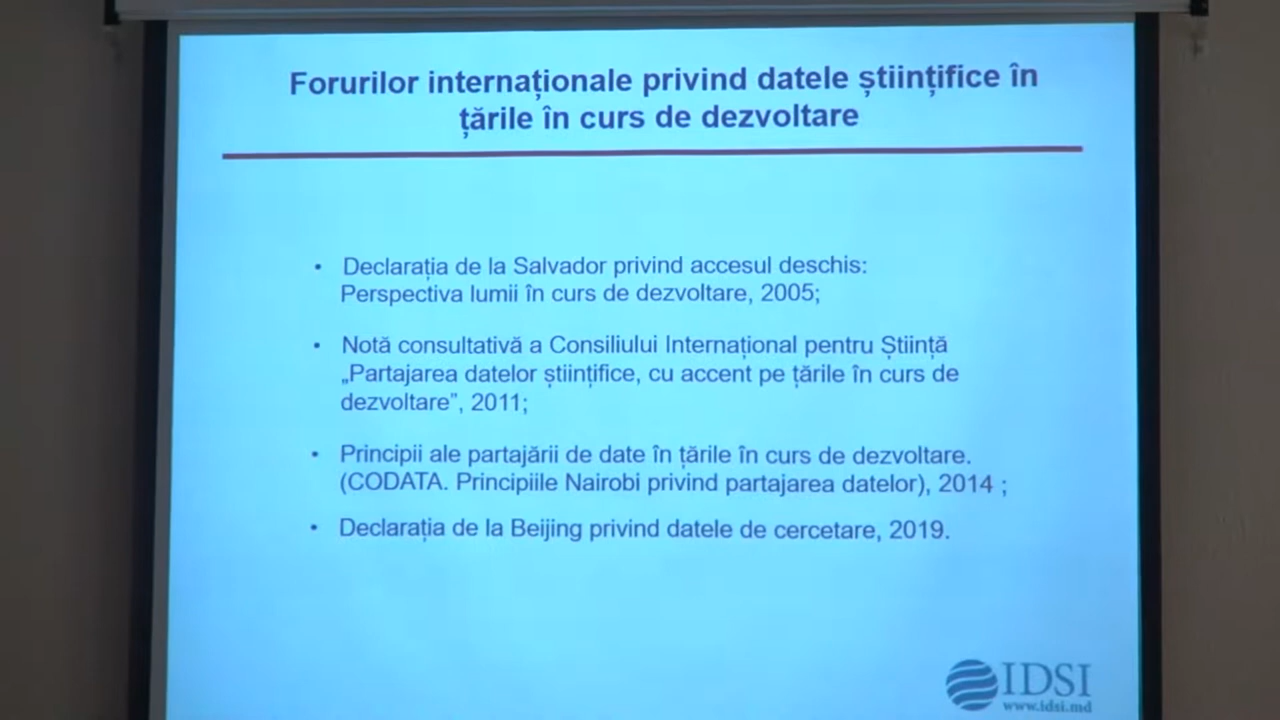 Forurilor internaționale privind datele științifice în
țările în curs de dezvoltare
• Declarația de la Salvador privind accesul deschis:
Perspectiva lumii în curs de dezvoltare, 2005;
• Notă consultativă a Consiliului Internațional pentru Știință
„Partajarea datelor științifice, cu accent pe țările în curs de
dezvoltare”, 2011;
• Principii ale partajării de date în țările în curs de dezvoltare.
(CODATA. Principiile Nairobi privind partajarea datelor), 2014 ;
• Declarația de la Beijing privind datele de cercetare, 2019.
IDSI
www.idsi.md